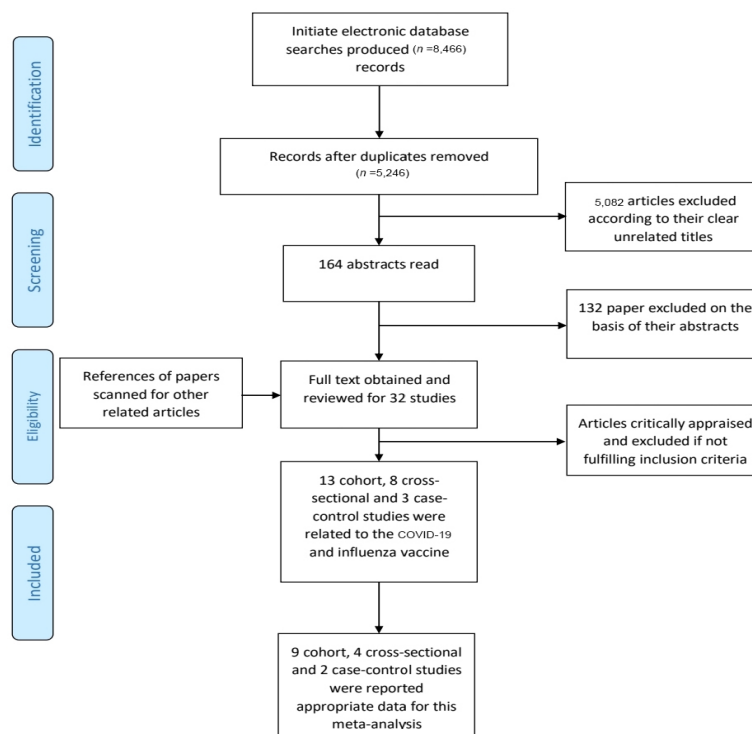 Initiate electronic database
searches produced (n =8,466)
records
Identification
Records after duplicates removed
(n =5,246)
5,082 articles excluded
according to their clear
unrelated titles
Screening
164 abstracts read
132 paper excluded on the
basis of their abstracts
References of papers
scanned for other
related articles
Full text obtained and
reviewed for 32 studies
Eligibility
Articles critically appraised
and excluded if not
fulfilling inclusion criteria
13 cohort, 8 cross-
sectional and 3 case-
control studies were
related to the COVID-19
and influenza vaccine
Included
9 cohort, 4 cross-sectional
and 2 case-control studies
were reported
appropriate data for this
meta-analysis